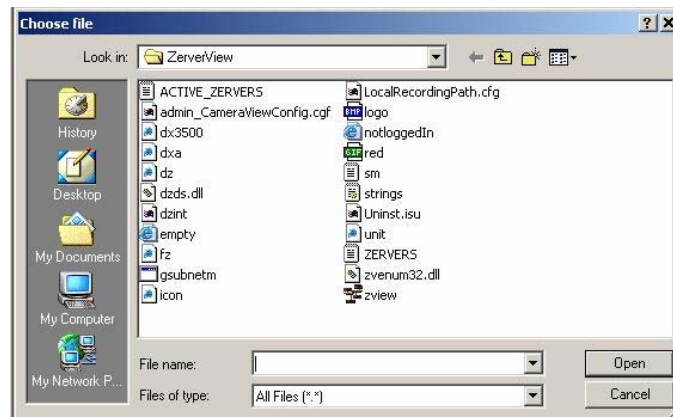 Choose file
Look in: ZerverView
History
Desktop
My Documents
My Computer
My Network P...
ACTIVE_ZERVERS
admin_CameraViewConfig.cgf
dx3500
dxa
dz
dzds.dll
dzint
empty
fz
gsubnetm
icon
LocalRecordingPath.cfg
BMP logo
notloggedIn
GIF red
sm
strings
Uninst.isu
unit
ZERVERS
zvenum32.dll
zview
File name:
Open
Files of type: All Files (*.*)
Cancel